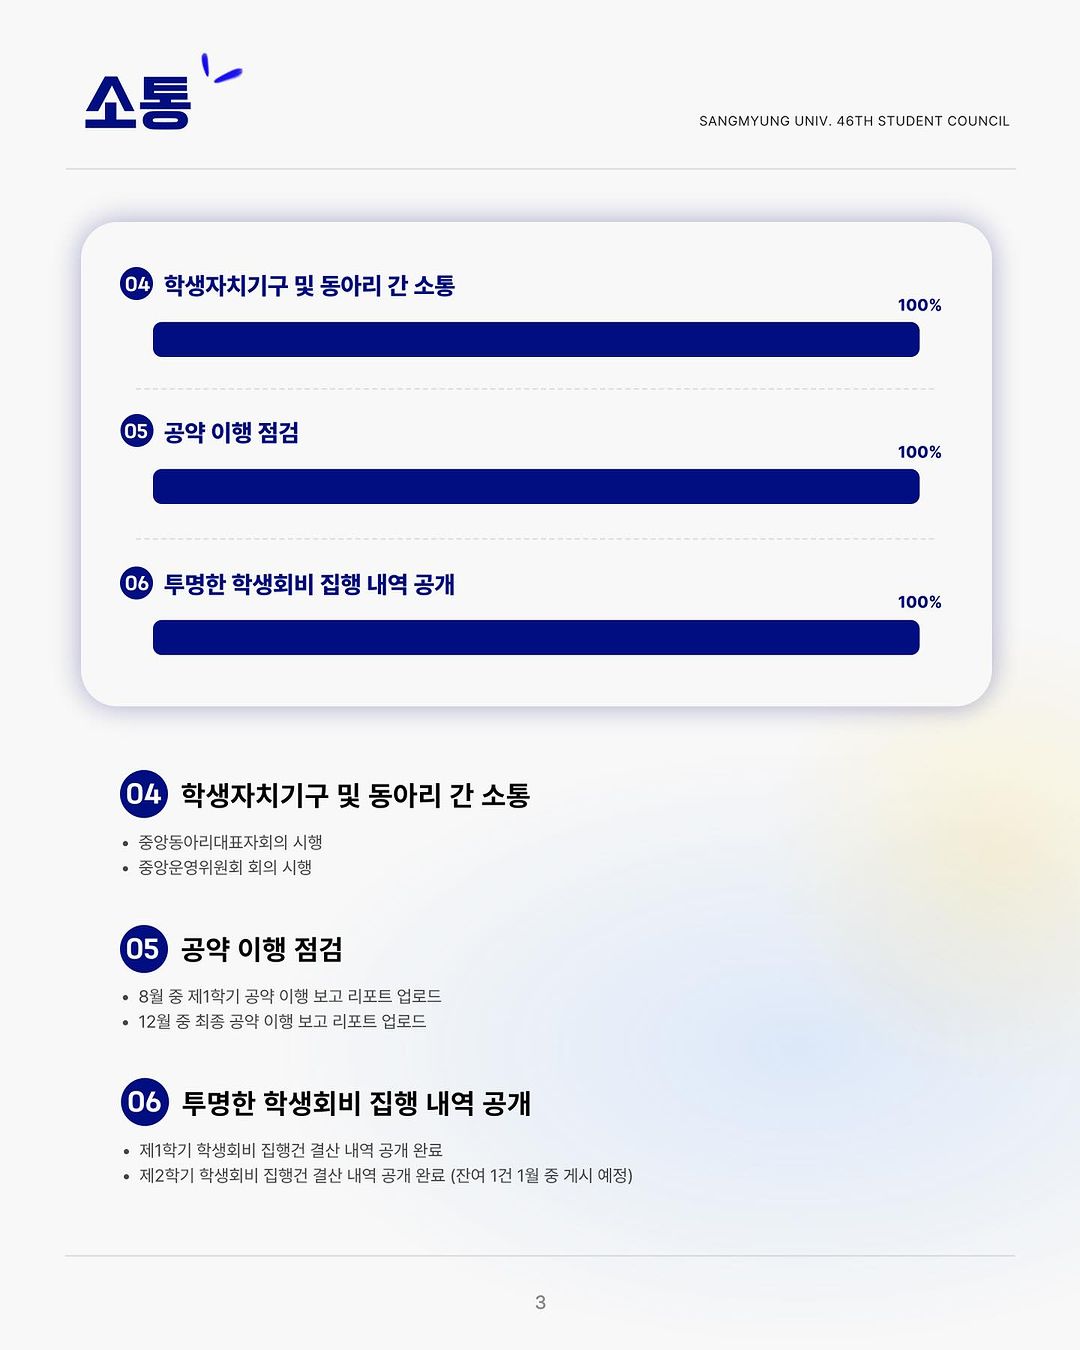 소통
SANGMYUNG UNIV. 46TH STUDENT COUNCIL
04 학생자치기구 및 동아리 간 소통
100%
05 공약 이행 점검
100%
06 투명한 학생회비 집행 내역 공개
100%
04 학생자치기구 및 동아리 간 소통
• 중앙동아리대표자회의 시행
• 중앙운영위원회 회의 시행
05 공약 이행 점검
• 8월 중 제1학기 공약 이행 보고 리포트 업로드
• 12월 중 최종 공약 이행 보고 리포트 업로드
06 투명한 학생회비 집행 내역 공개
• 제1학기 학생회비 집행건 결산 내역 공개 완료
• 제2학기 학생회비 집행건 결산 내역 공개 완료 (잔여 1건 1월 중 게시 예정)
3